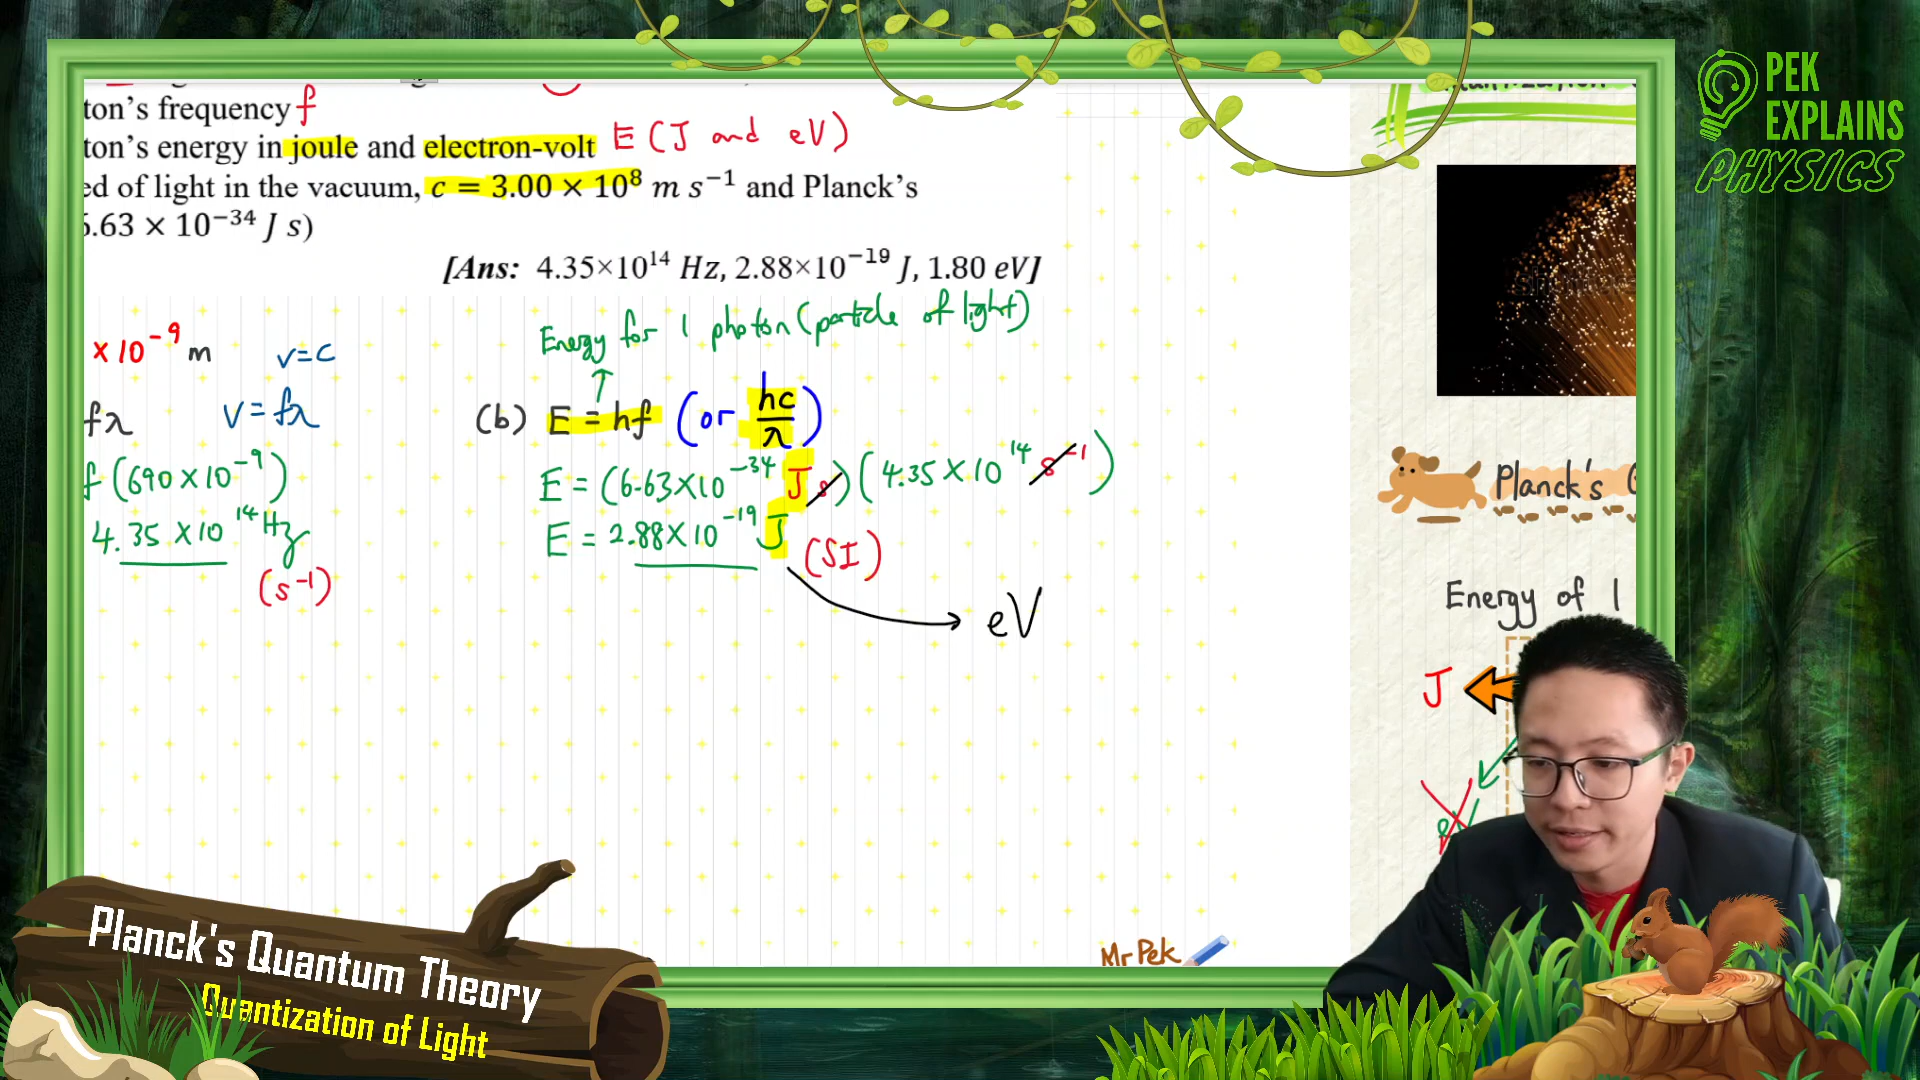 ton's frequency f
ton's energy in joule and electron-volt E (J and eV)
ed of light in the vacuum, c = 3.00 × 10⁸ m s⁻¹ and Planck's
6.63 × 10⁻³⁴ J s)
[Ans: 4.35×10¹⁴ Hz, 2.88×10⁻¹⁹ J, 1.80 eV]
Energy for 1 photon (particle of light)
× 10⁻⁹ m
v=c
fλ
v = fλ
f (690 × 10⁻⁹)
4.35 × 10¹⁴ Hz
(s⁻¹)
(b) E = hf (or hc/λ)
E = (6.63×10⁻³⁴ J s) (4.35 × 10¹⁴ s⁻¹)
E = 2.88×10⁻¹⁹ J
(SI)
eV
Mr Pek
PEK
EXPLAINS
PHYSICS
Planck's
Energy of 1
J
Planck's Quantum Theory
Quantization of Light